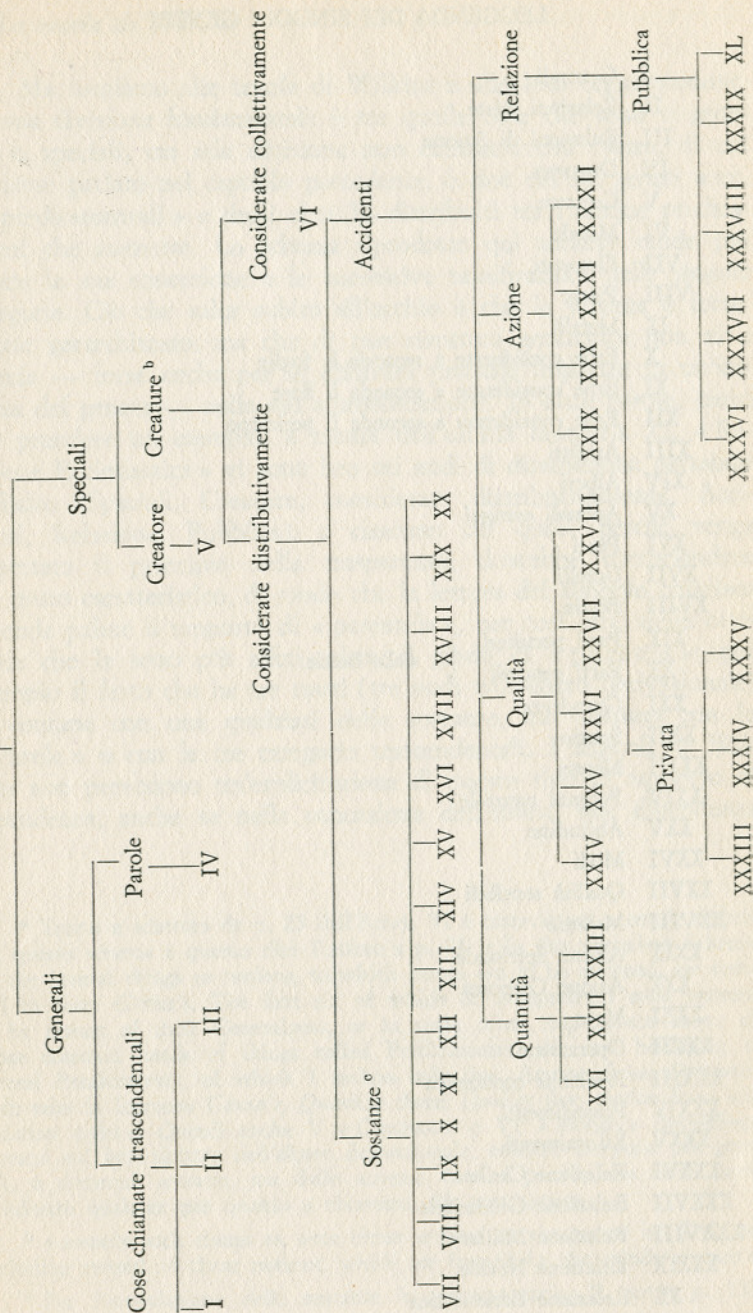 Generali Speciali
Cose chiamate trascendentali Parole Creatore Creature b
I II III IV V
Considerate distributivamente Considerate collettivamente
VI
Sostanze c Accidenti
VII VIII IX X XI XII XIII XIV XV XVI XVII XVIII XIX XX
Quantità Qualità Azione Relazione
XXI XXII XXIII XXIV XXV XXVI XXVII XXVIII XXIX XXX XXXI XXXII
Privata Pubblica
XXXIII XXXIV XXXV XXXVI XXXVII XXXVIII XXXIX XL